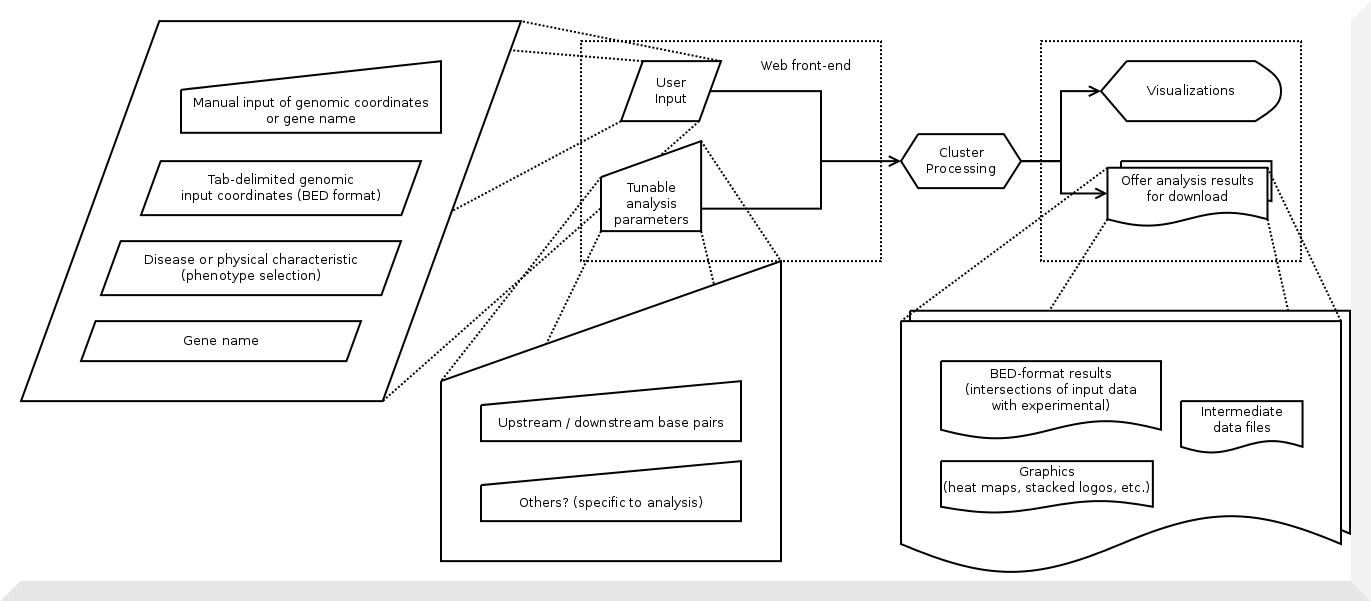 Manual input of genomic coordinates
or gene name
Tab-delimited genomic
input coordinates (BED format)
Disease or physical characteristic
(phenotype selection)
Gene name
Web front-end
User
Input
Tunable
analysis
parameters
Upstream / downstream base pairs
Others? (specific to analysis)
Cluster
Processing
Visualizations
Offer analysis results
for download
BED-format results
(intersections of input data
with experimental)
Intermediate
data files
Graphics
(heat maps, stacked logos, etc.)